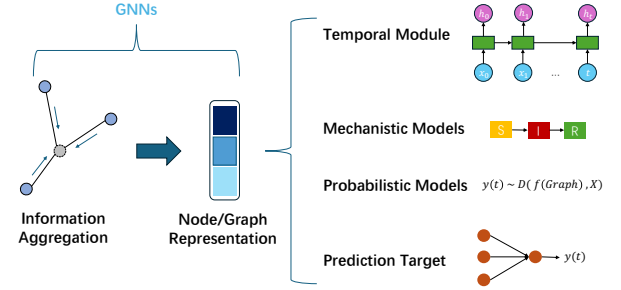 GNNs
Information
Aggregation
Node/Graph
Representation
Temporal Module
h₀ h₁ hₜ
x₀ x₁ ... t
Mechanistic Models
S I R
Probabilistic Models
y(t) ~ D( f(Graph) , X)
Prediction Target
y(t)